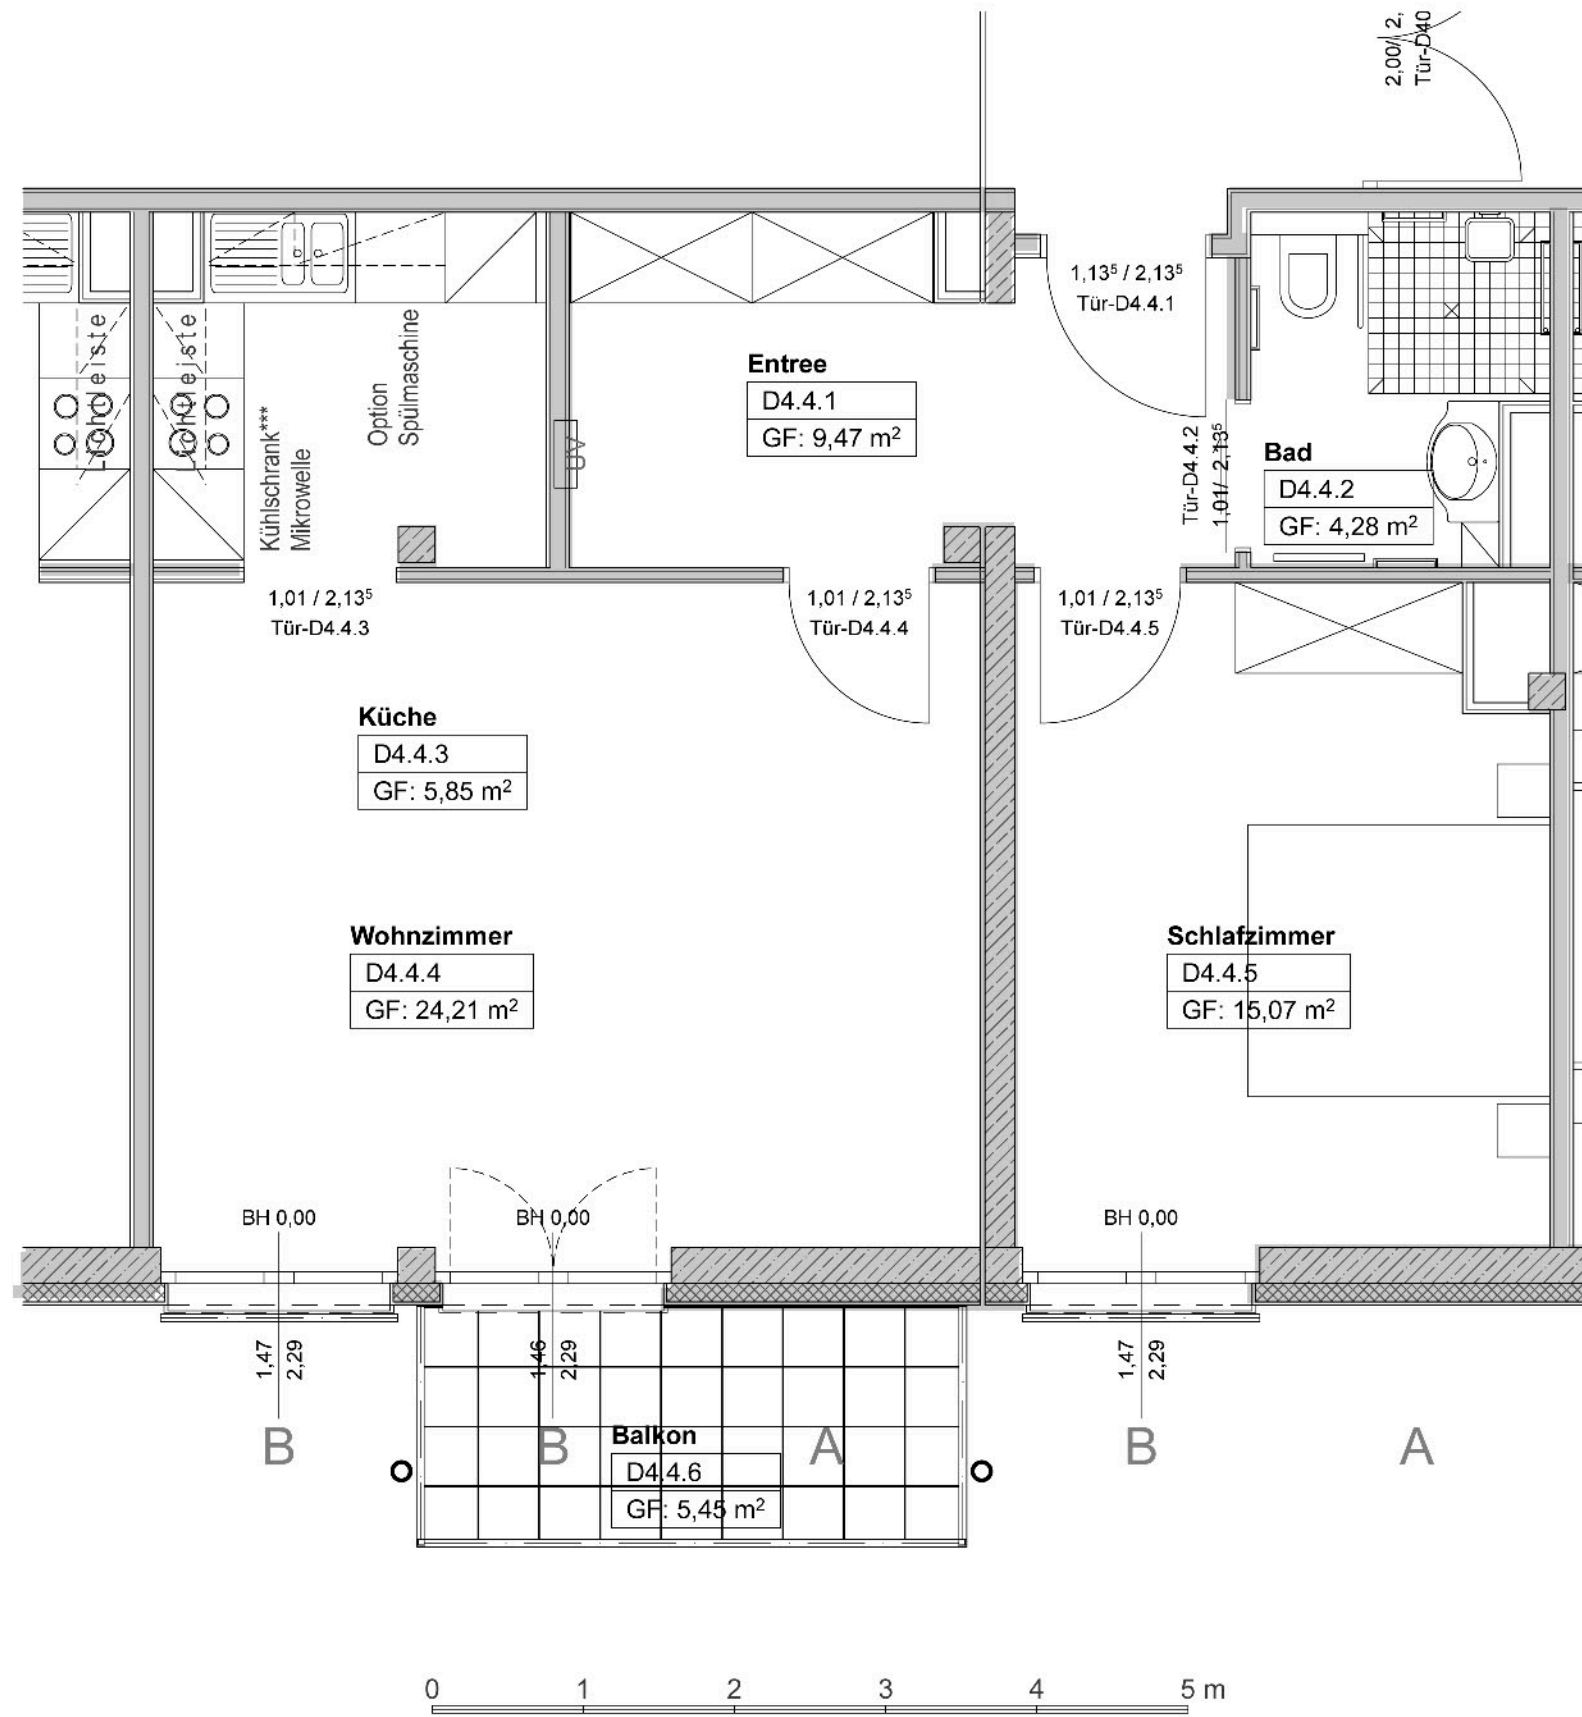 2,00/ 2,
Tür-D40
1,13⁵ / 2,13⁵
Tür-D4.4.1
Lichtleiste
Lichtleiste
Kühlschrank***
Mikrowelle
Option
Spülmaschine
UV
Entree
D4.4.1
GF: 9,47 m²
Tür-D4.4.2
1,01/ 2,13⁵
Bad
D4.4.2
GF: 4,28 m²
1,01 / 2,13⁵
Tür-D4.4.3
1,01 / 2,13⁵
Tür-D4.4.4
1,01 / 2,13⁵
Tür-D4.4.5
Küche
D4.4.3
GF: 5,85 m²
Wohnzimmer
D4.4.4
GF: 24,21 m²
Schlafzimmer
D4.4.5
GF: 15,07 m²
BH 0,00
BH 0,00
BH 0,00
1,47
2,29
1,46
2,29
1,47
2,29
B
B
A
B
A
Balkon
D4.4.6
GF: 5,45 m²
0 1 2 3 4 5 m